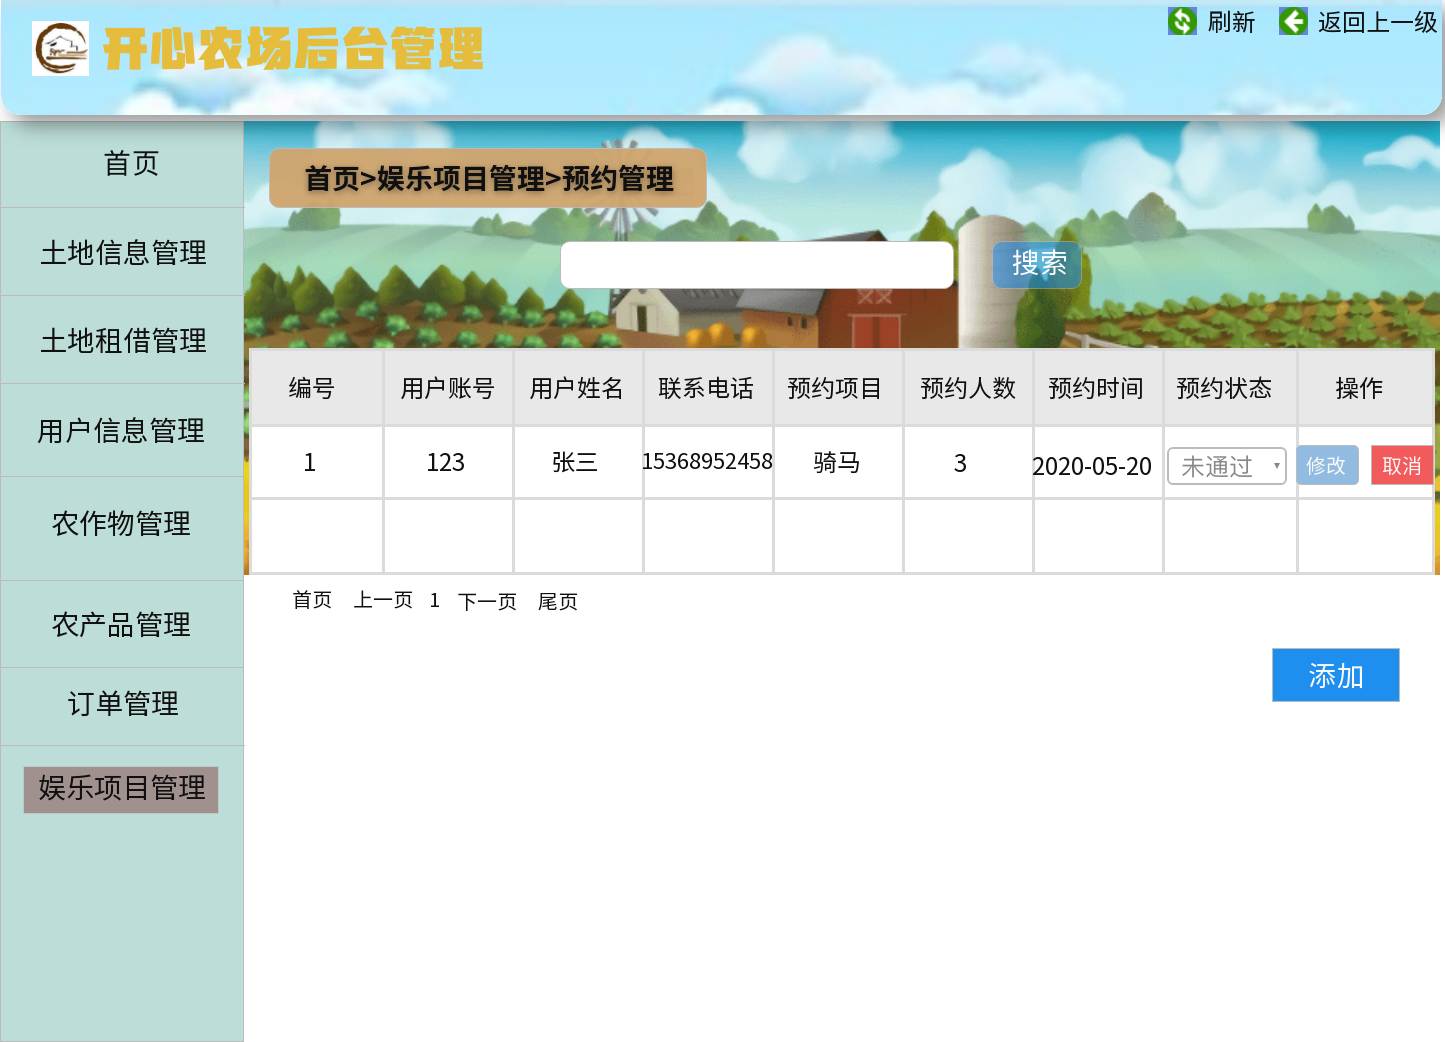 开心农场后台管理
刷新 返回上一级
首页
土地信息管理
土地租借管理
用户信息管理
农作物管理
农产品管理
订单管理
娱乐项目管理
首页>娱乐项目管理>预约管理
搜索
编号 用户账号 用户姓名 联系电话 预约项目 预约人数 预约时间 预约状态 操作
1 123 张三 15368952458 骑马 3 2020-05-20 未通过 修改 取消
首页 上一页 1 下一页 尾页
添加